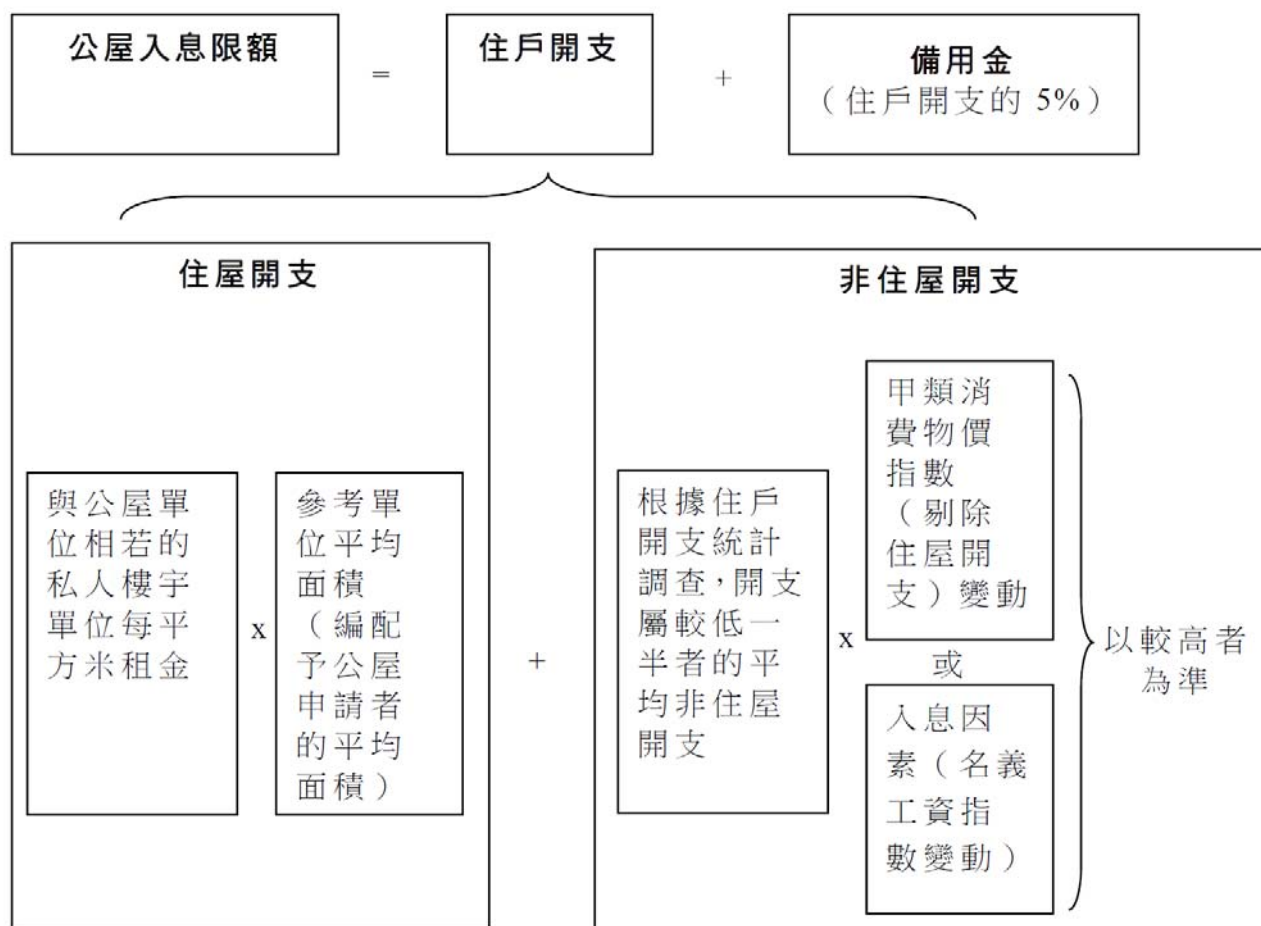 公屋入息限額
=
住戶開支
+
備用金
（住戶開支的 5%）
住屋開支
與公屋單
位相若的
私人樓宇
單位每平
方米租金
x
參考單
位平均
面積
（編配
予公屋
申請者
的平均
面積）
+
非住屋開支
根據住戶
開支統計
調查，開支
屬較低一
半者的平
均非住屋
開支
x
甲類消
費物價
指數
（剔除
住屋開
支）變動
或
入息因
素（名義
工資指
數變動）
以較高者
為準